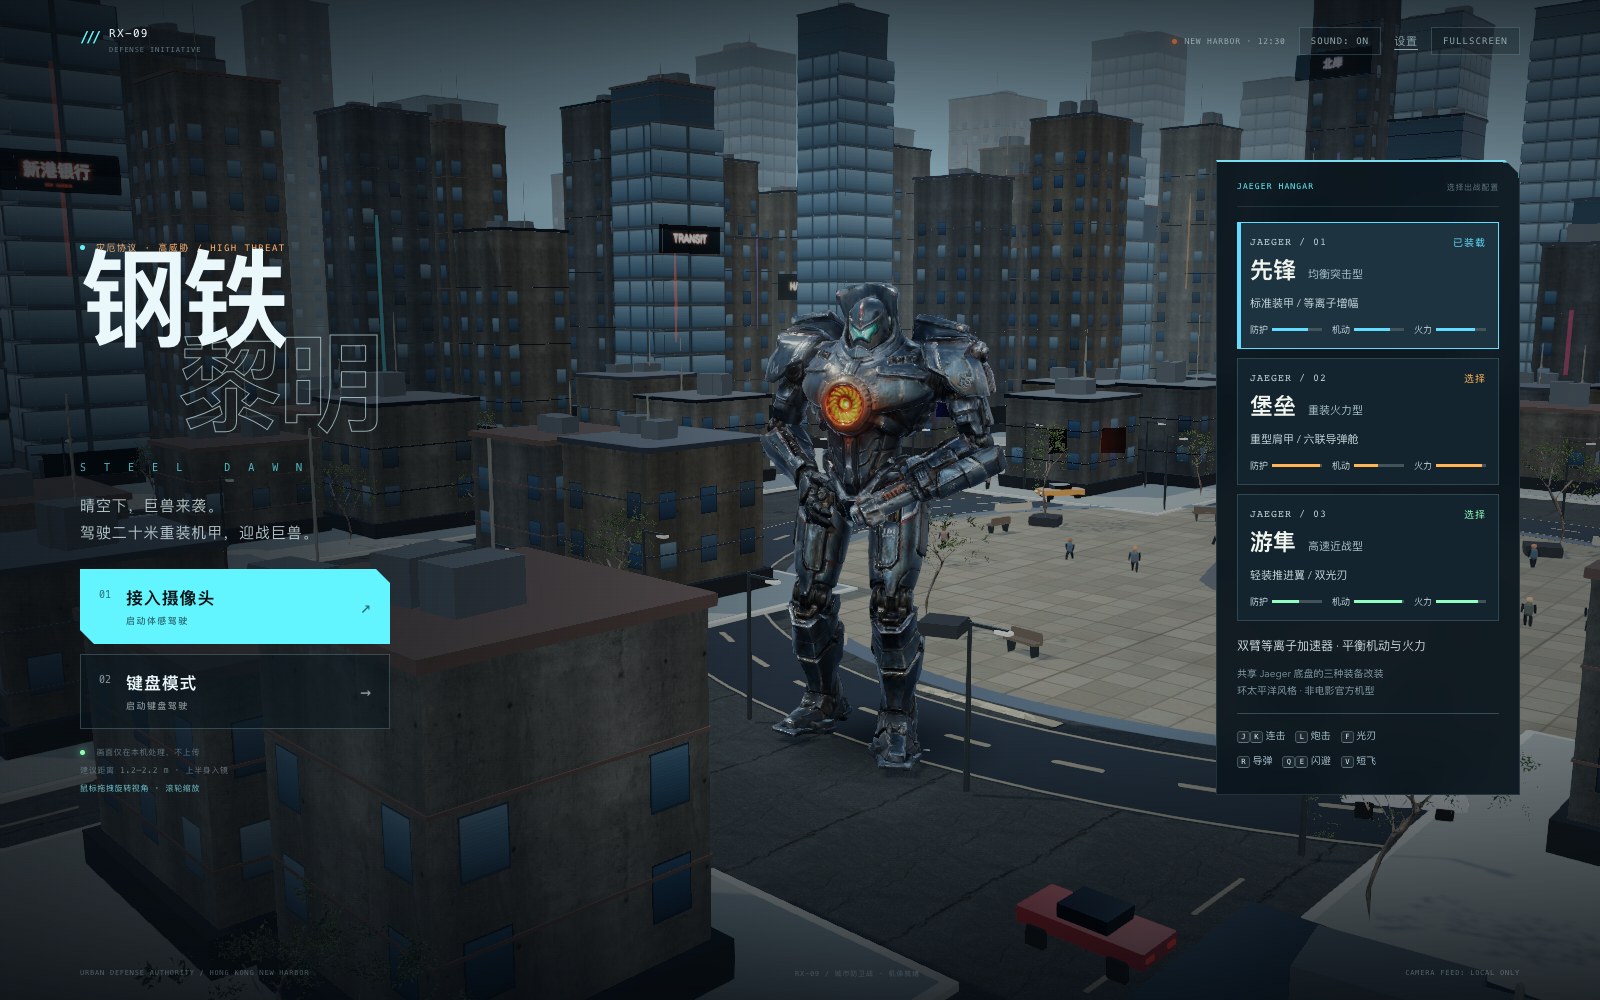 /// RX-09
DEFENSE INITIATIVE
NEW HARBOR · 12:30
SOUND: ON
设置
FULLSCREEN
北岸
新港银行
TRANSIT
灾厄协议 · 高威胁 / HIGH THREAT
钢铁
黎明
STEEL DAWN
晴空下，巨兽来袭。
驾驶二十米重装机甲，迎战巨兽。
01 接入摄像头 ↗
启动体感驾驶
02 键盘模式 →
启动键盘驾驶
画面仅在本机处理，不上传
建议距离 1.2–2.2 m · 上半身入镜
鼠标拖拽旋转视角 · 滚轮缩放
JAEGER HANGAR
选择出战配置
JAEGER / 01 已装载
先锋 均衡突击型
标准装甲 / 等离子增幅
防护 机动 火力
JAEGER / 02 选择
堡垒 重装火力型
重型肩甲 / 六联导弹舱
防护 机动 火力
JAEGER / 03 选择
游隼 高速近战型
轻装推进翼 / 双光刃
防护 机动 火力
双臂等离子加速器 · 平衡机动与火力
共享 Jaeger 底盘的三种装备改装
环太平洋风格 · 非电影官方机型
J K 连击 L 炮击 F 光刃
R 导弹 Q E 闪避 V 短飞
URBAN DEFENSE AUTHORITY / HONG KONG NEW HARBOR
CAMERA FEED: LOCAL ONLY